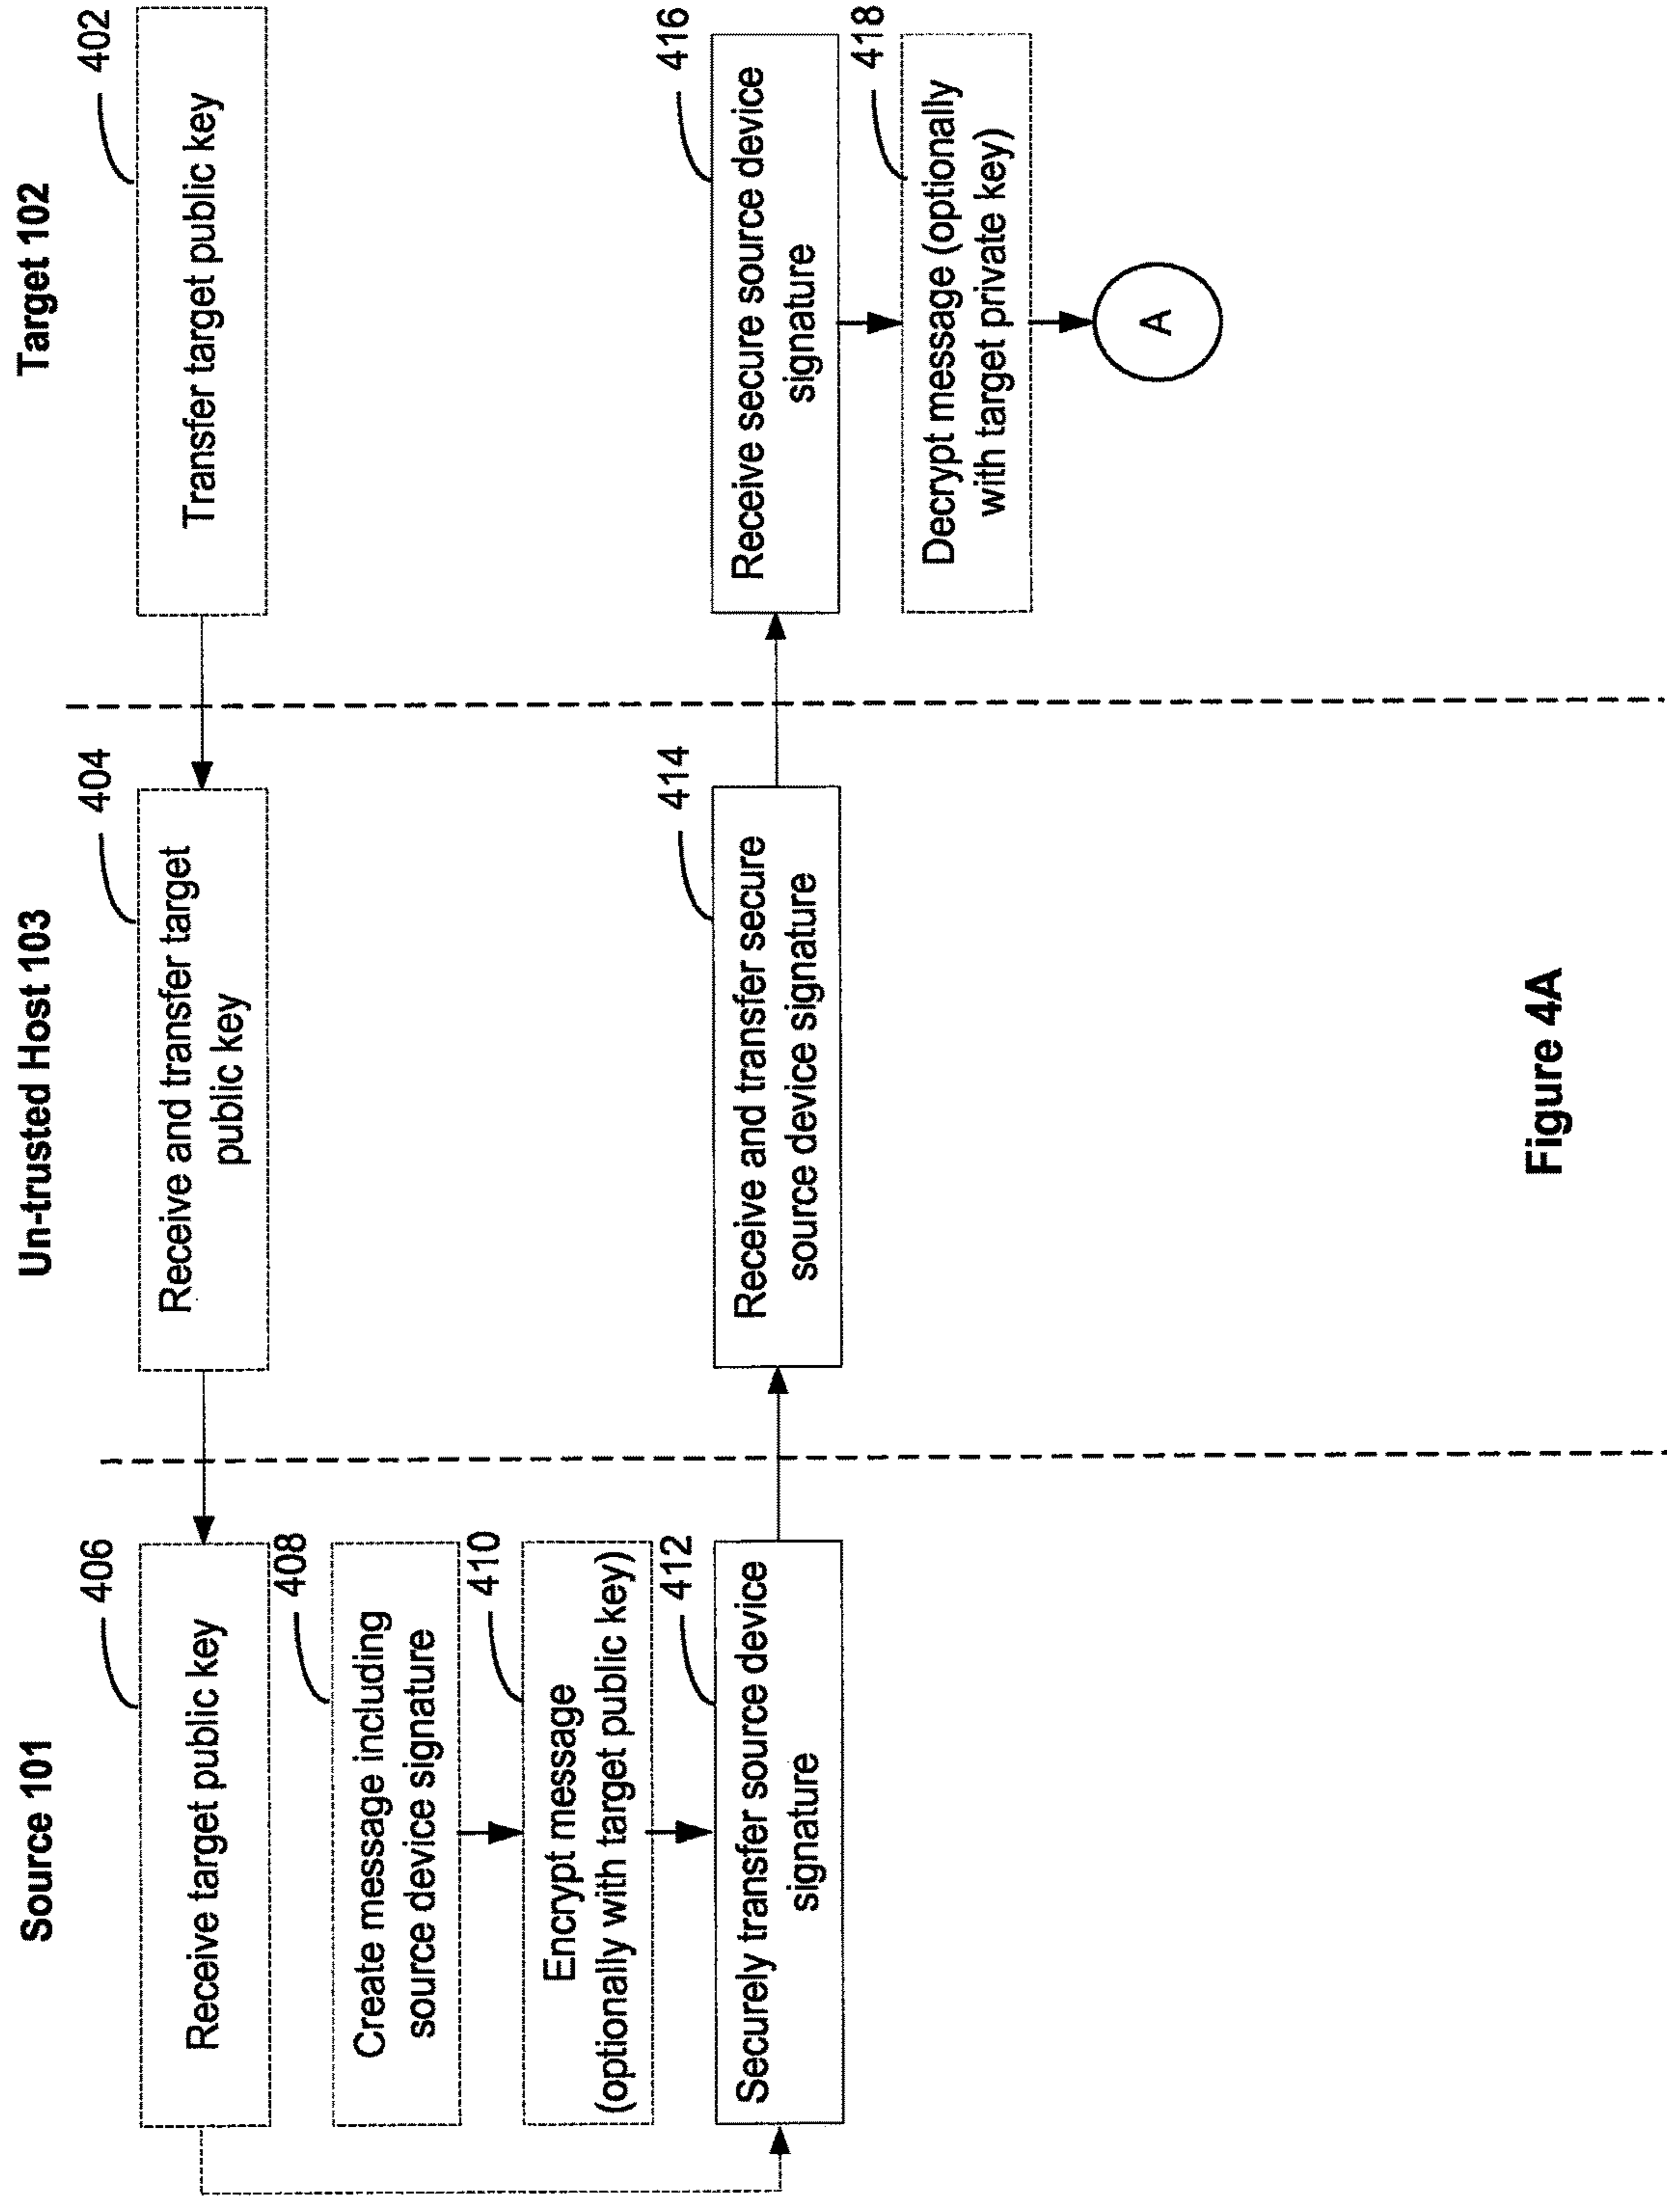 Source 101
Un-trusted Host 103
Target 102
402
Transfer target public key
404
Receive and transfer target
public key
406
Receive target public key
408
Create message including
source device signature
410
Encrypt message
(optionally with target public key)
412
Securely transfer source device
signature
414
Receive and transfer secure
source device signature
416
Receive secure source device
signature
418
Decrypt message (optionally
with target private key)
A
Figure 4A